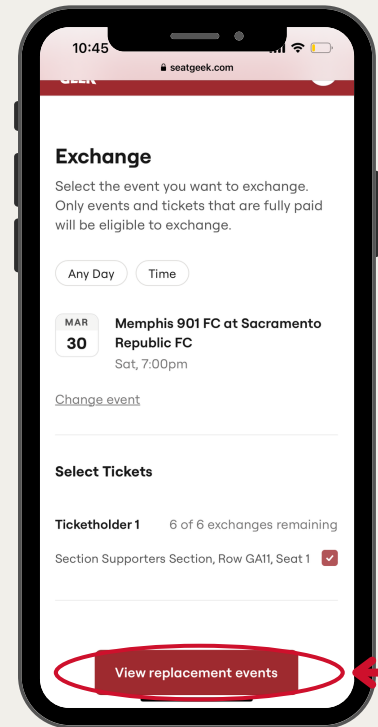 10:45
seatgeek.com
GEEK
Exchange
Select the event you want to exchange.
Only events and tickets that are fully paid
will be eligible to exchange.
Any Day Time
MAR
30
Memphis 901 FC at Sacramento
Republic FC
Sat, 7:00pm
Change event
Select Tickets
Ticketholder 1 6 of 6 exchanges remaining
Section Supporters Section, Row GA11, Seat 1
View replacement events